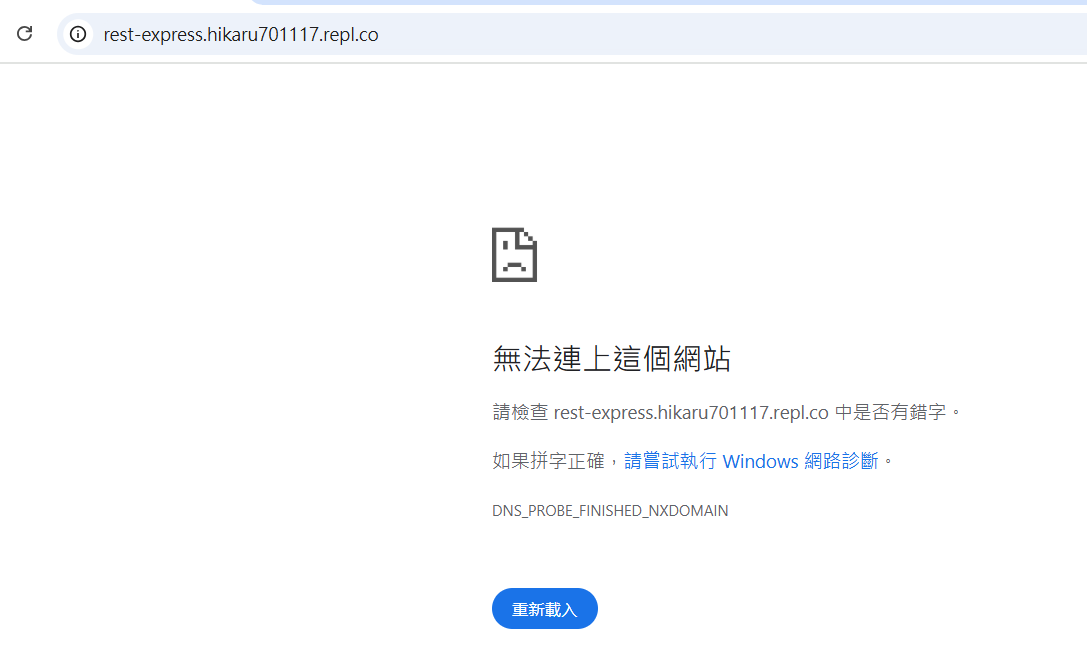 rest-express.hikaru701117.repl.co
無法連上這個網站
請檢查 rest-express.hikaru701117.repl.co 中是否有錯字。
如果拼字正確，請嘗試執行 Windows 網路診斷。
DNS_PROBE_FINISHED_NXDOMAIN
重新載入